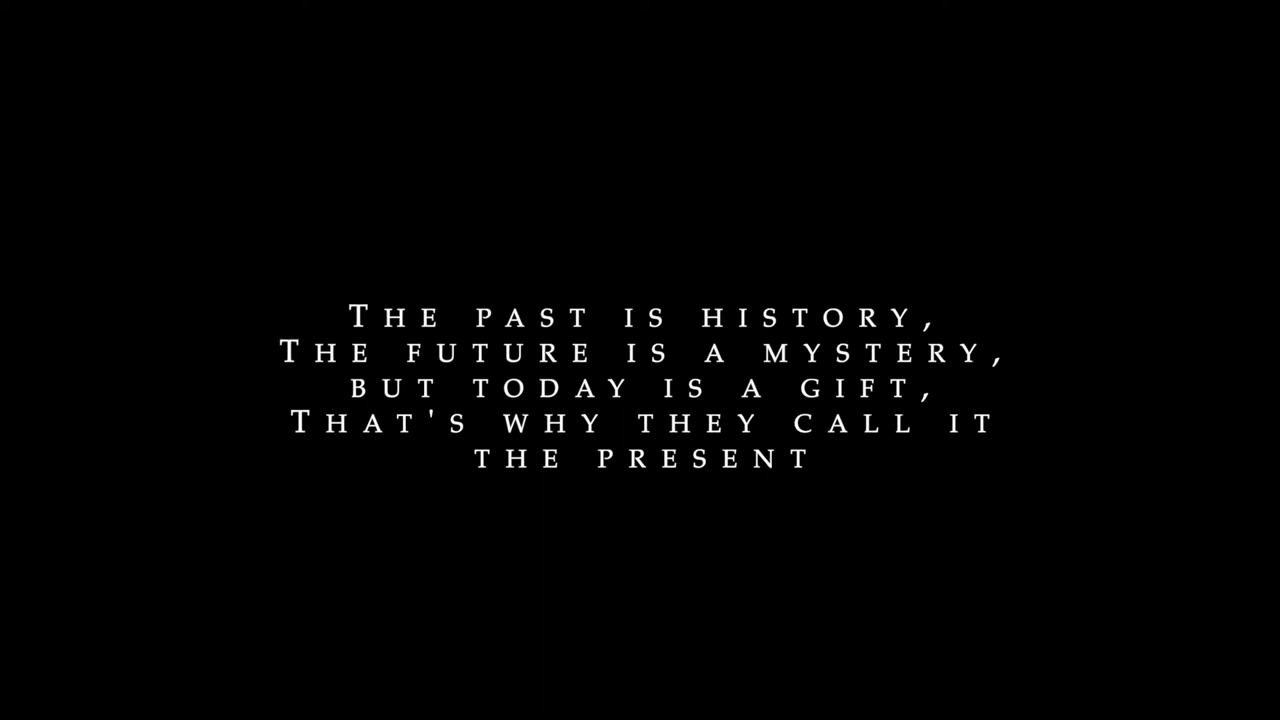 The past is history,
The future is a mystery,
but today is a gift,
That's why they call it
the present